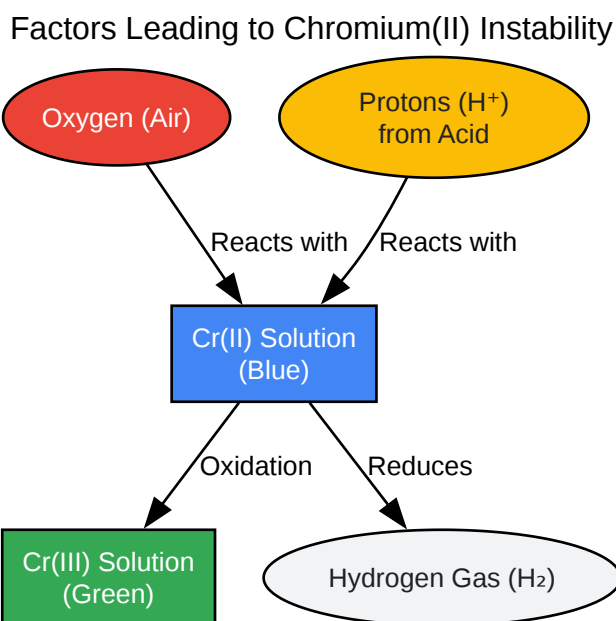 Factors Leading to Chromium(II) Instability
Oxygen (Air)
Protons (H⁺)
from Acid
Reacts with
Reacts with
Cr(II) Solution
(Blue)
Oxidation
Reduces
Cr(III) Solution
(Green)
Hydrogen Gas (H₂)